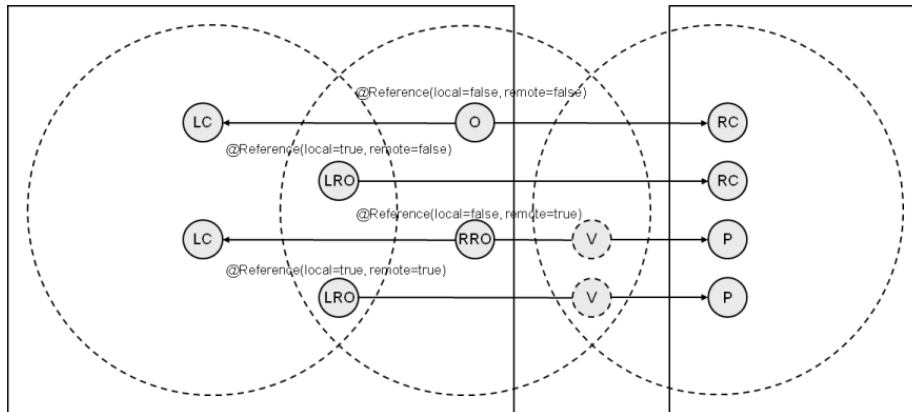 @Reference(local=false, remote=false)
LC O RC
@Reference(local=true, remote=false)
LRO RC
@Reference(local=false, remote=true)
LC RRO V P
@Reference(local=true, remote=true)
LRO V P